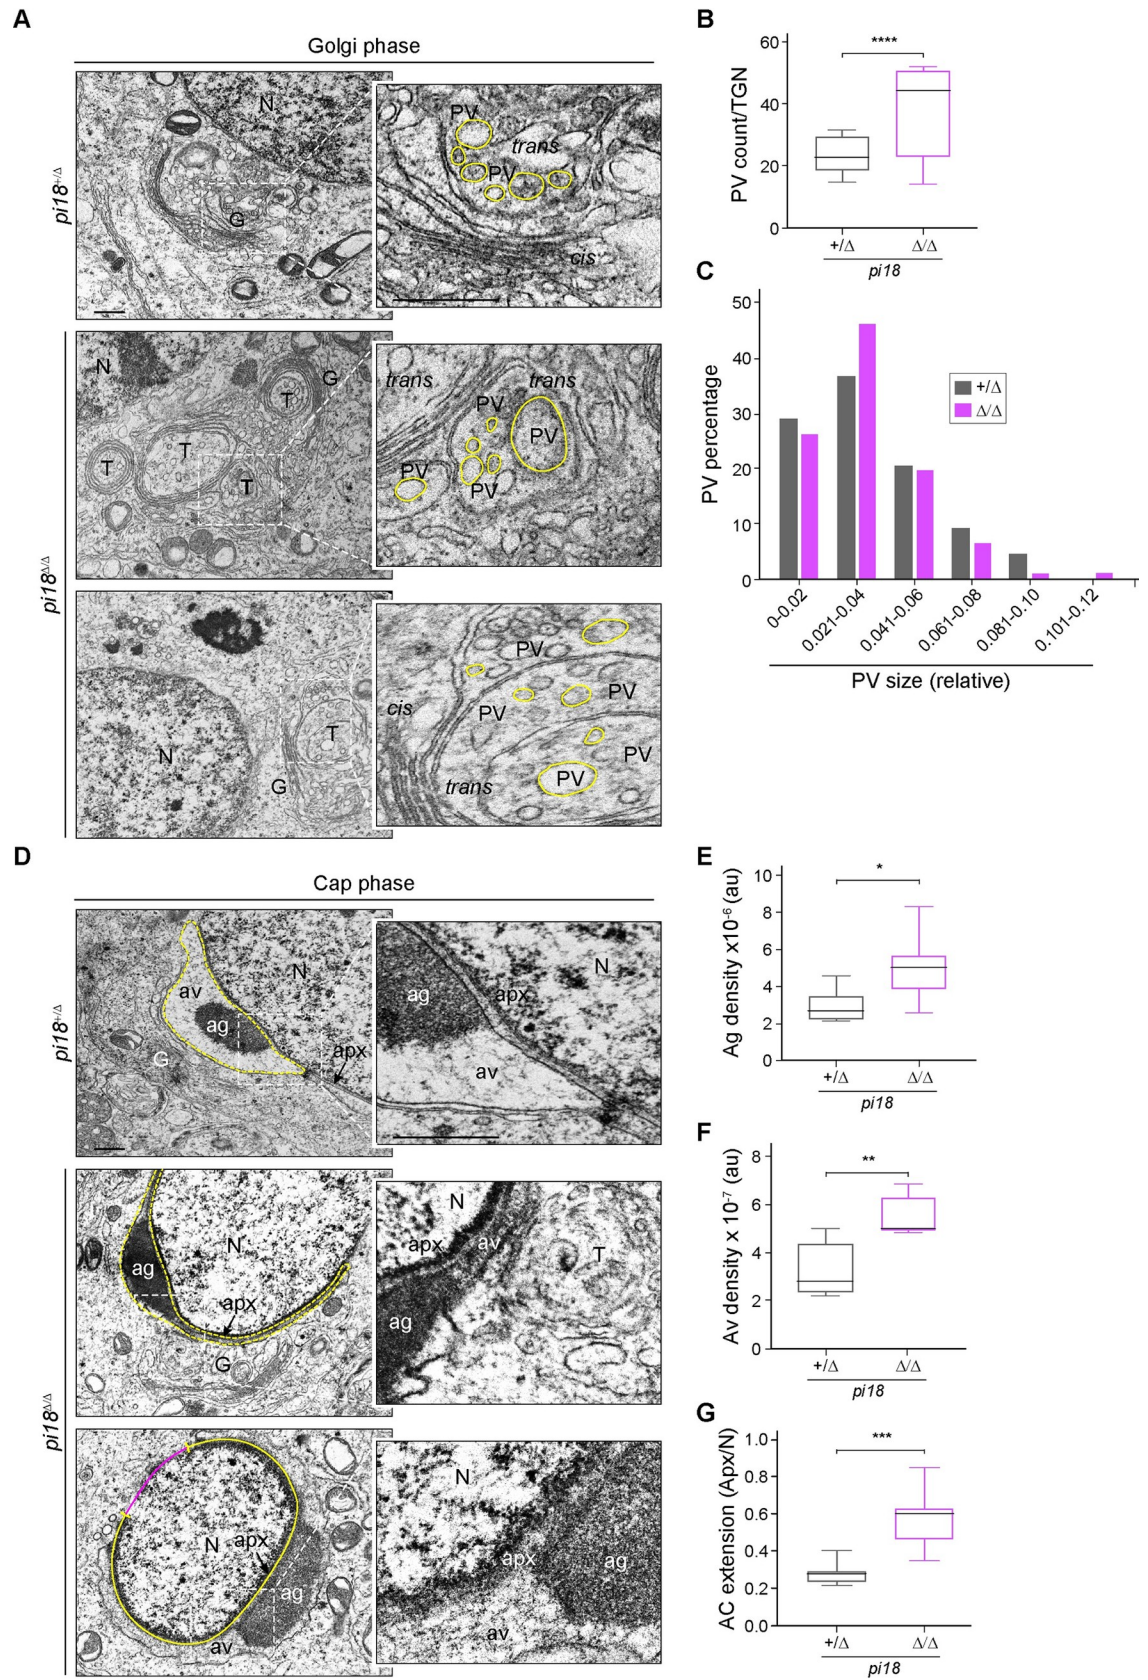 A
Golgi phase
pi18+/Δ
N
G
PV
trans
PV
cis
pi18Δ/Δ
N
G
T
T
T
T
trans
trans
PV
PV
PV
PV
N
T
G
PV
cis
PV
PV
PV
trans
PV
B
PV count/TGN
60
40
20
0
****
+/Δ
Δ/Δ
pi18
C
PV percentage
50
40
30
20
10
0
+/Δ
Δ/Δ
0-0.02
0.021-0.04
0.041-0.06
0.061-0.08
0.081-0.10
0.101-0.12
PV size (relative)
D
Cap phase
pi18+/Δ
N
av
ag
apx
G
N
ag
apx
av
pi18Δ/Δ
N
ag
apx
G
N
apx
av
T
ag
N
apx
ag
av
N
apx
ag
av
E
Ag density x10-6 (au)
10
8
6
4
2
0
*
+/Δ
Δ/Δ
pi18
F
Av density x 10-7 (au)
8
6
4
2
0
**
+/Δ
Δ/Δ
pi18
G
AC extension (Apx/N)
1.0
0.8
0.6
0.4
0.2
0.0
***
+/Δ
Δ/Δ
pi18